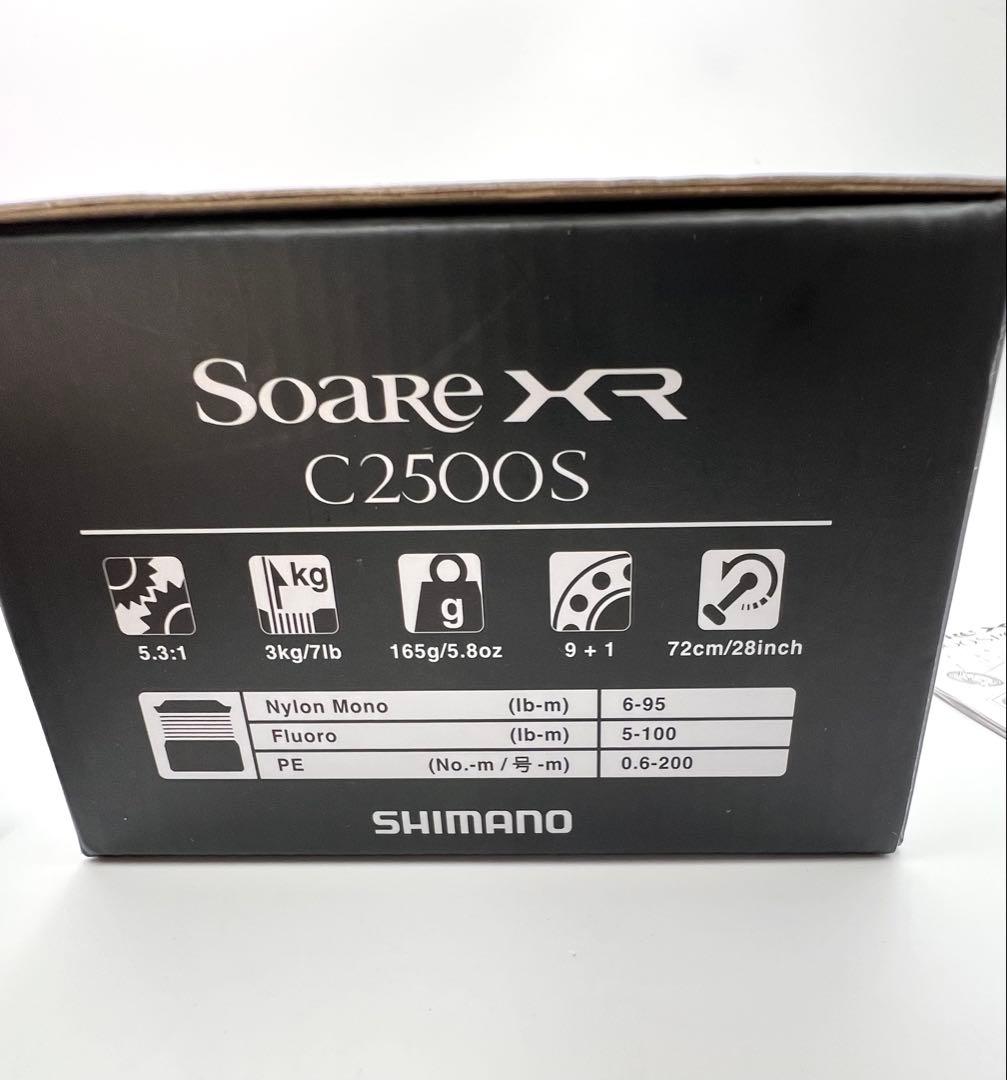 Soare XR
C2500S
kg
g
5.3:1 3kg/7lb 165g/5.8oz 9+1 72cm/28inch
Nylon Mono (lb-m) 6-95
Fluoro (lb-m) 5-100
PE (No.-m / 号 -m) 0.6-200
SHIMANO